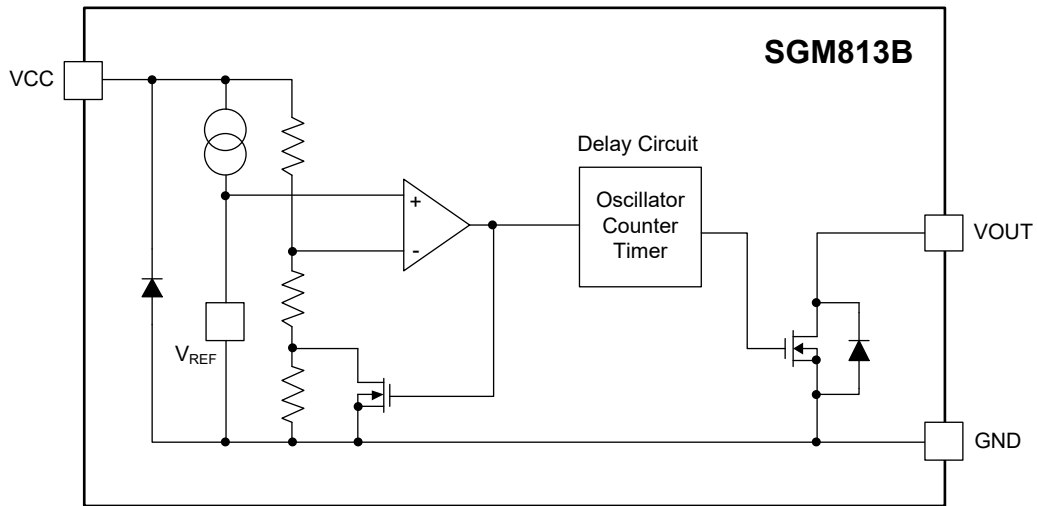 SGM813B
VCC
Delay Circuit
Oscillator
Counter
Timer
+
-
VOUT
VREF
GND